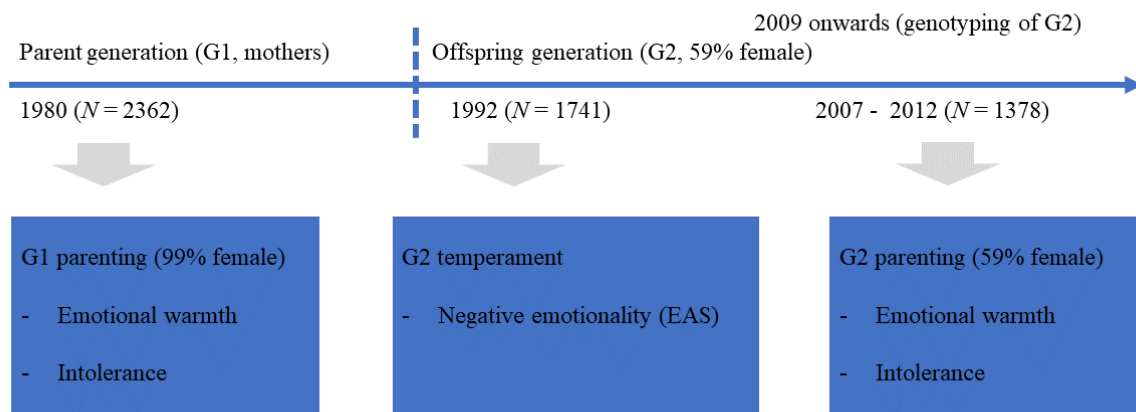 2009 onwards (genotyping of G2)
Parent generation (G1, mothers)
Offspring generation (G2, 59% female)
1980 (N = 2362)
1992 (N = 1741)
2007 - 2012 (N = 1378)
G1 parenting (99% female)
- Emotional warmth
- Intolerance
G2 temperament
- Negative emotionality (EAS)
G2 parenting (59% female)
- Emotional warmth
- Intolerance